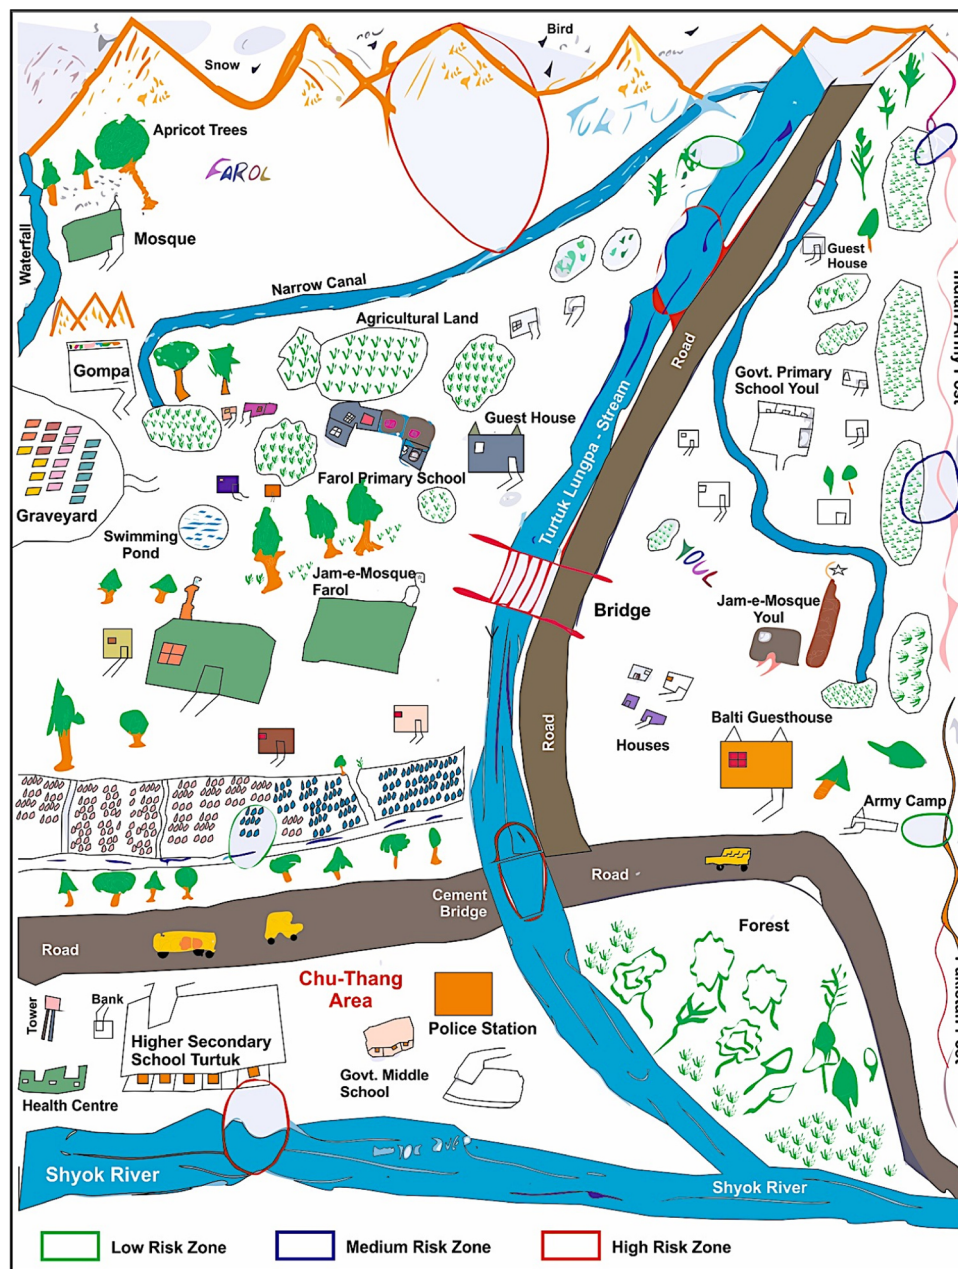 Bird
Snow
TURTUK
Apricot Trees
FAROL
Mosque
Waterfall
Narrow Canal
Guest
House
Agricultural Land
Indian Army Post
Road
Gompa
Govt. Primary
School Youl
Guest House
Turtuk Lungpa - Stream
Farol Primary School
Graveyard
Swimming
Pond
YOUL
Jam-e-Mosque
Farol
Bridge
Jam-e-Mosque
Youl
Road
Houses
Balti Guesthouse
Army Camp
Cement
Bridge
Road
Forest
Road
Chu-Thang
Area
Tower
Bank
Police Station
Higher Secondary
School Turtuk
Govt. Middle
School
Health Centre
Shyok River
Shyok River
Low Risk Zone
Medium Risk Zone
High Risk Zone